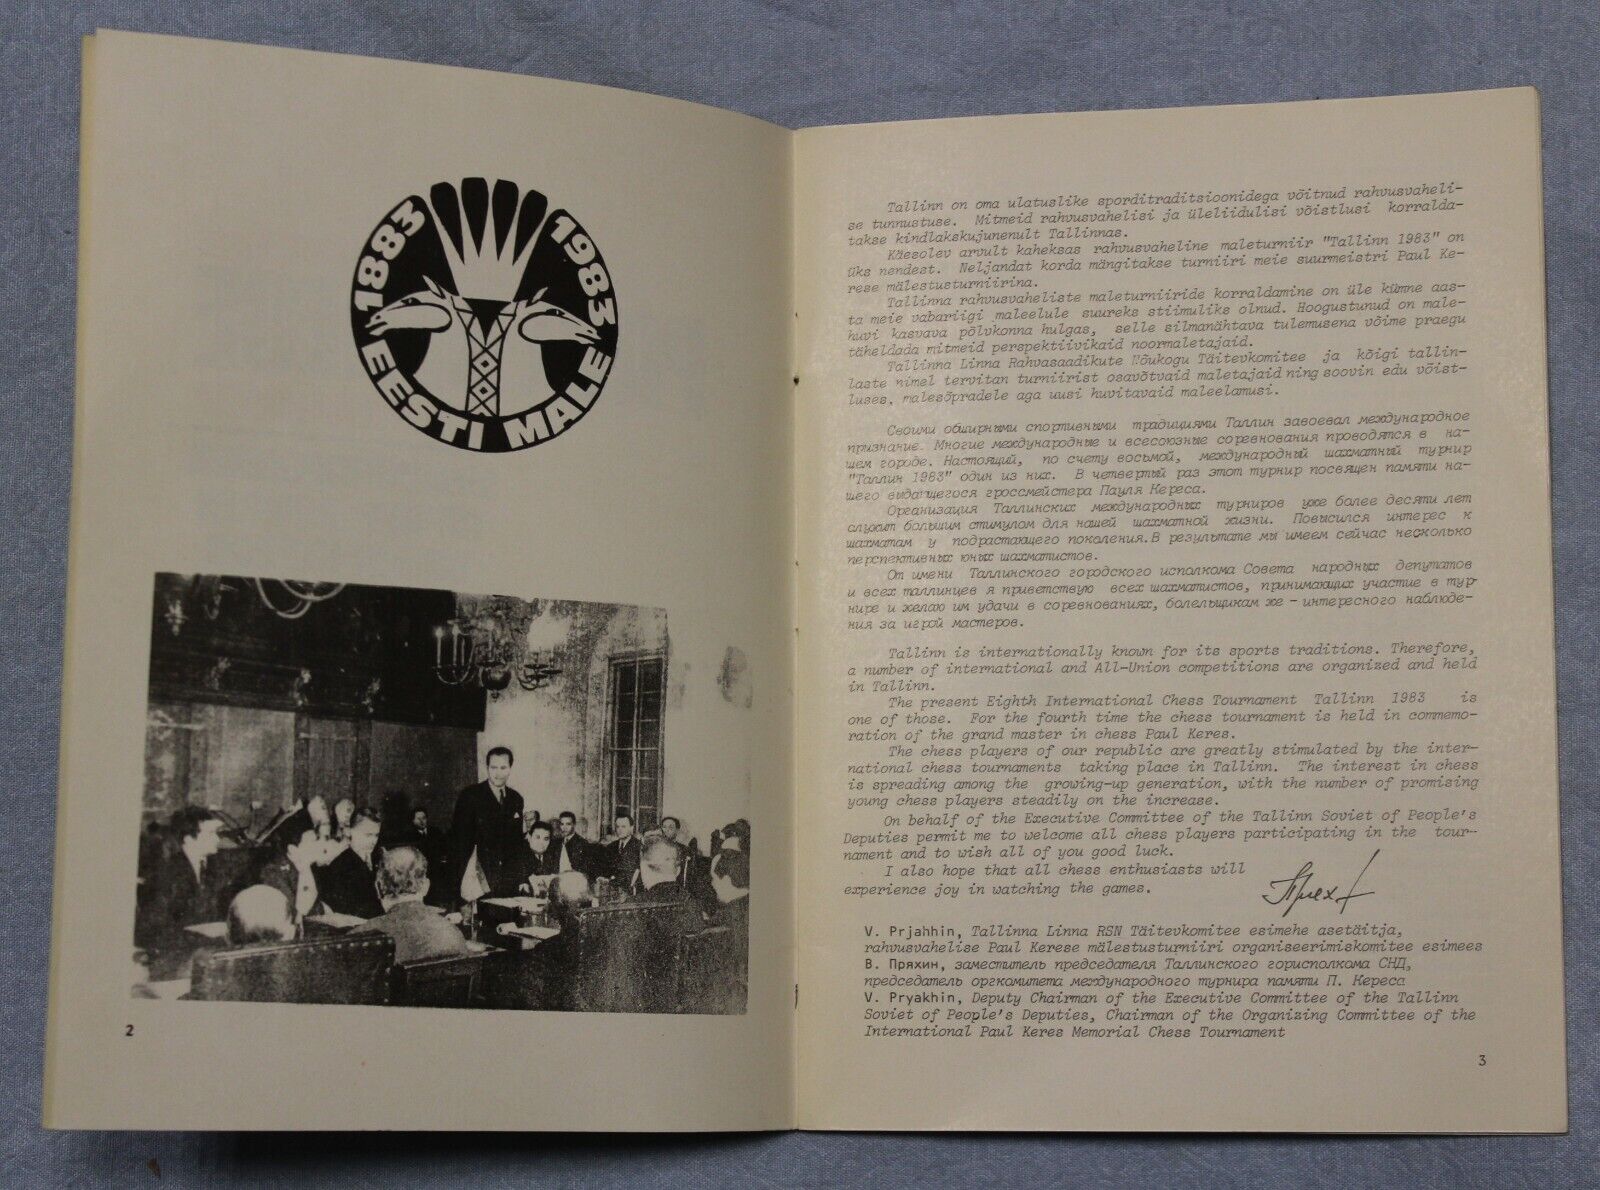 1883 1983
EESTI MALE
2
Tallinn on oma ulatuslike sporditraditsioonidega võitnud rahvusvaheli-
se tunnustuse. Mitmeid rahvusvahelisi ja üleliidulisi võistlusi korralda-
takse kindlakskujunenult Tallinnas.
Käesolev arvult kaheksas rahvusvaheline maleturniir "Tallinn 1983" on
üks nendest. Neljandat korda mängitakse turniiri meie suurmeistri Paul Ke-
rese mälestusturniirina.
Tallinna rahvusvaheliste maleturniiride korraldamine on üle kümne aas-
ta meie vabariigi maleelule suureks stiimuliks olnud. Hoogustunud on male-
huvi kasvava põlvkonna hulgas, selle silmanähtava tulemusena võime praegu
täheldada mitmeid perspektiivikaid noormaletajaid.
Tallinna Linna Rahvasaadikute Nõukogu Täitevkomitee ja kõigi tallin-
laste nimel tervitan turniirist osavõtvaid maletajaid ning soovin edu võist-
luses, malesõpradele aga uusi huvitavaid maleelamusi.
Своими обширными спортивными традициями Таллин завоевал международное
признание. Многие международные и всесоюзные соревнования проводятся в на-
шем городе. Настоящий, по счету восьмой, международный шахматный турнир
"Таллин 1983" один из них. В четвертый раз этот турнир посвящен памяти на-
шего выдащегося гроссмейстера Пауля Кереса.
Организация Таллинских международных турниров уже более десяти лет
служит большим стимулом для нашей шахматной жизни. Повысился интерес к
шахматам у подрастающего поколения. В результате мы имеем сейчас несколько
перспективных юных шахматистов.
От имени Таллинского городского исполкома Совета народных депутатов
и всех таллинцев я приветствую всех шахматистов, принимающих участие в тур-
нире и желаю им удачи в соревнованиях, болельщикам же - интересного наблюде-
ния за игрой мастеров.
Tallinn is internationally known for its sports traditions. Therefore,
a number of international and All-Union competitions are organized and held
in Tallinn.
The present Eighth International Chess Tournament Tallinn 1983 is
one of those. For the fourth time the chess tournament is held in commemo-
ration of the grand master in chess Paul Keres.
The chess players of our republic are greatly stimulated by the inter-
national chess tournaments taking place in Tallinn. The interest in chess
is spreading among the growing-up generation, with the number of promising
young chess players steadily on the increase.
On behalf of the Executive Committee of the Tallinn Soviet of People's
Deputies permit me to welcome all chess players participating in the tour-
nament and to wish all of you good luck.
I also hope that all chess enthusiasts will
experience joy in watching the games.
V. Prjahhin, Tallinna Linna RSN Täitevkomitee esimehe asetäitja,
rahvusvahelise Paul Kerese mälestusturniiri organiseerimiskomitee esimees
В. Пряхин, заместитель председателя Таллинского горисполкома СНД,
председатель оргкомитета международного турнира памяти П. Кереса
V. Pryakhin, Deputy Chairman of the Executive Committee of the Tallinn
Soviet of People's Deputies, Chairman of the Organizing Committee of the
International Paul Keres Memorial Chess Tournament
3